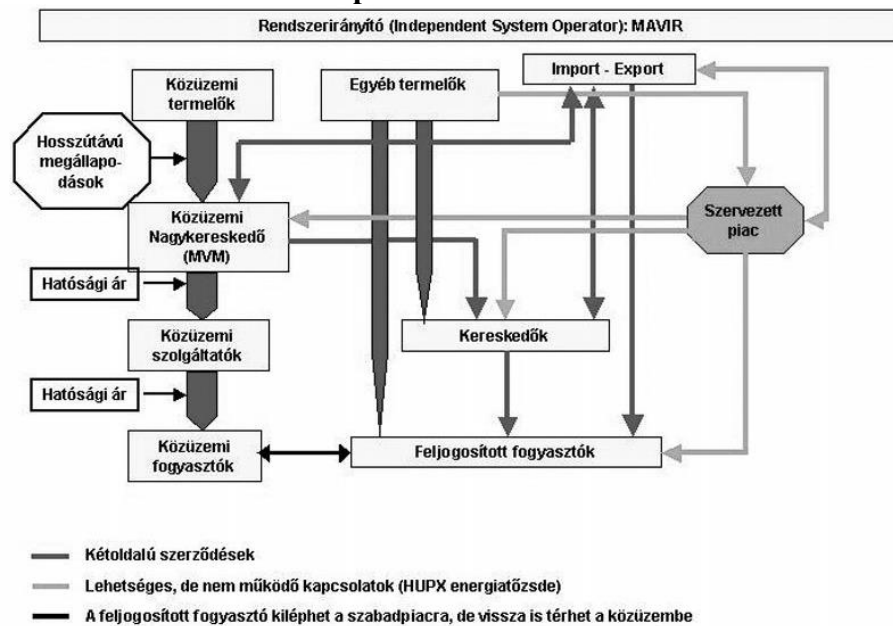 Rendszerirányító (Independent System Operator): MAVIR
Közüzemi
termelők
Egyéb termelők
Import - Export
Hosszútávú
megállapo-
dások
Közüzemi
Nagykereskedő
(MVM)
Szervezett
piac
Hatósági ár
Közüzemi
szolgáltatók
Kereskedők
Hatósági ár
Közüzemi
fogyasztók
Feljogosított fogyasztók
Kétoldalú szerződések
Lehetséges, de nem működő kapcsolatok (HUPX energiatőzsde)
A feljogosított fogyasztó kiléphet a szabadpiacra, de vissza is térhet a közüzembe